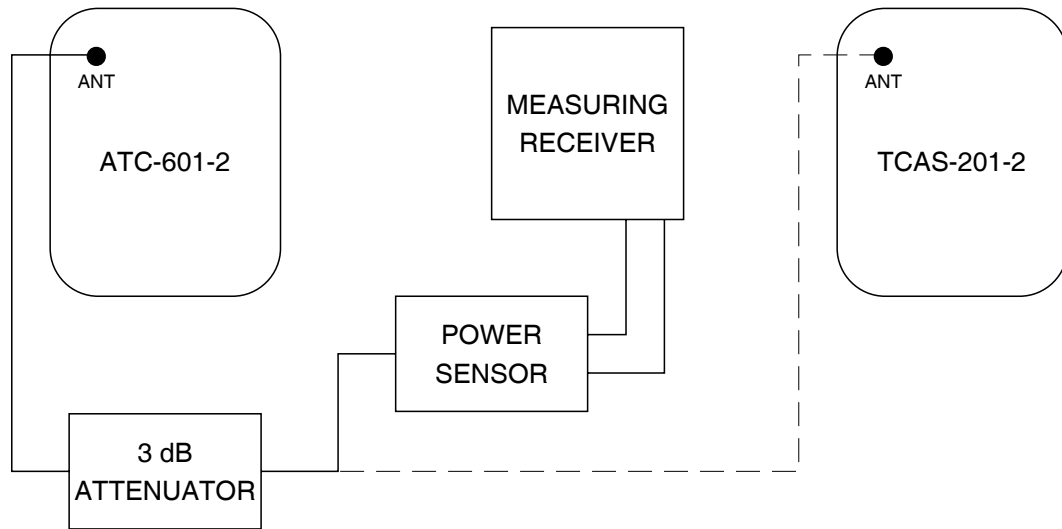 ANT
ATC-601-2
MEASURING
RECEIVER
ANT
TCAS-201-2
POWER
SENSOR
3 dB
ATTENUATOR